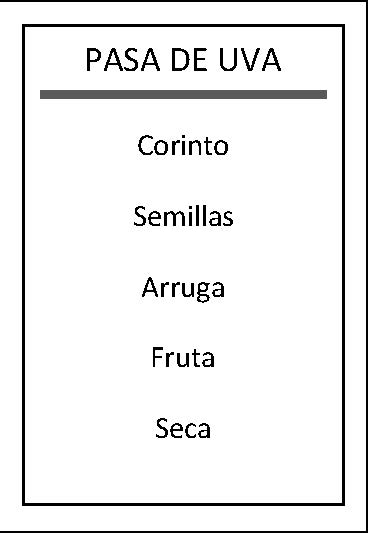 PASA DE UVA
Corinto
Semillas
Arruga
Fruta
Seca